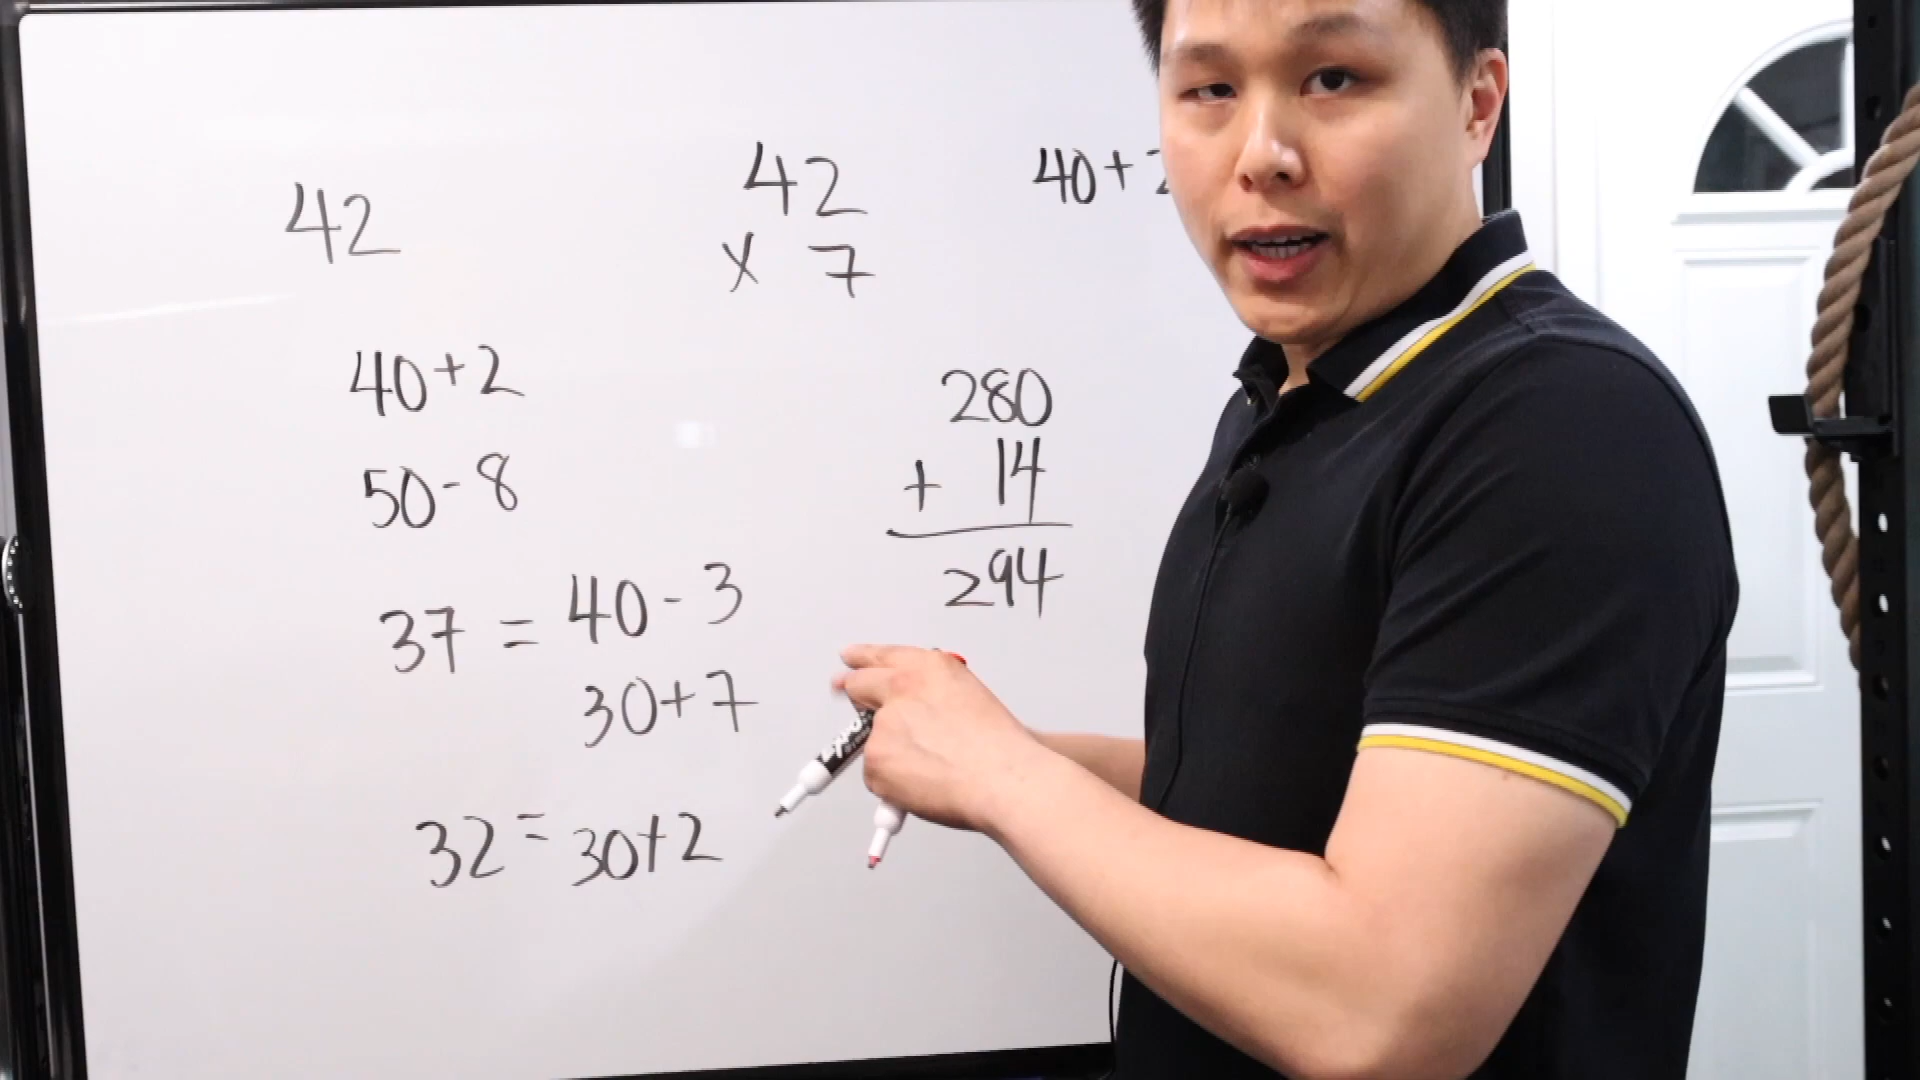 42
40+2
50-8
37 = 40-3
30+7
32 = 30+2
42
x 7
40+2
280
+ 14
294
EXPO